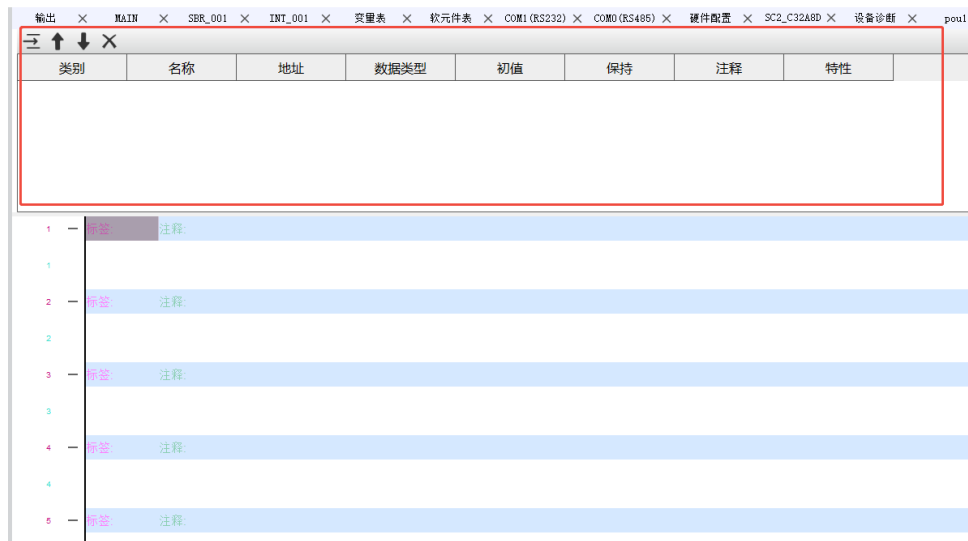 输出 MAIN SBR_001 INT_001 变量表 软元件表 COM1(RS232) COM0(RS485) 硬件配置 SC2_C32A8D 设备诊断 pou1
类别 名称 地址 数据类型 初值 保持 注释 特性
1 标签: 注释:
1
2 标签: 注释:
2
3 标签: 注释:
3
4 标签: 注释:
4
5 标签: 注释: